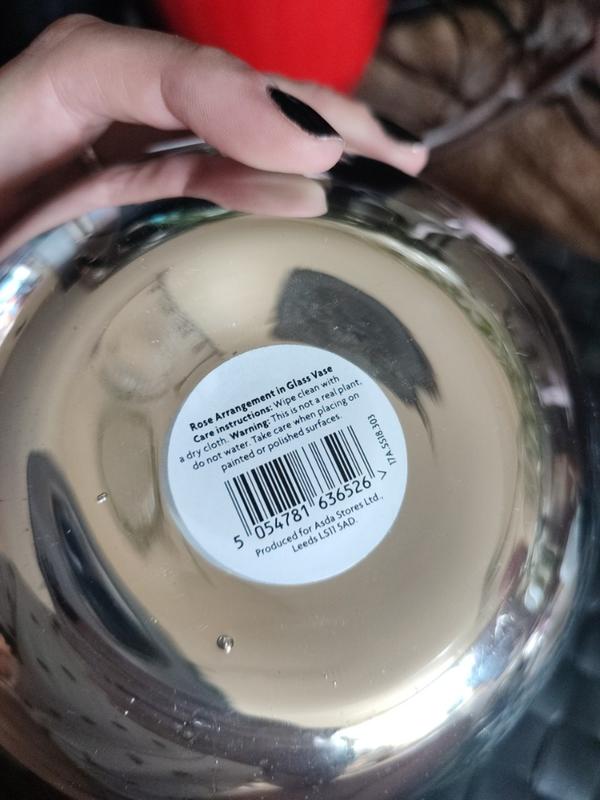 Rose Arrangement in Glass Vase
Care instructions: Wipe clean with
a dry cloth. Warning: This is not a real plant,
do not water. Take care when placing on
painted or polished surfaces.
17A.5518.303
5 054781 636526 >
Produced for Asda Stores Ltd.,
Leeds LS11 5AD.